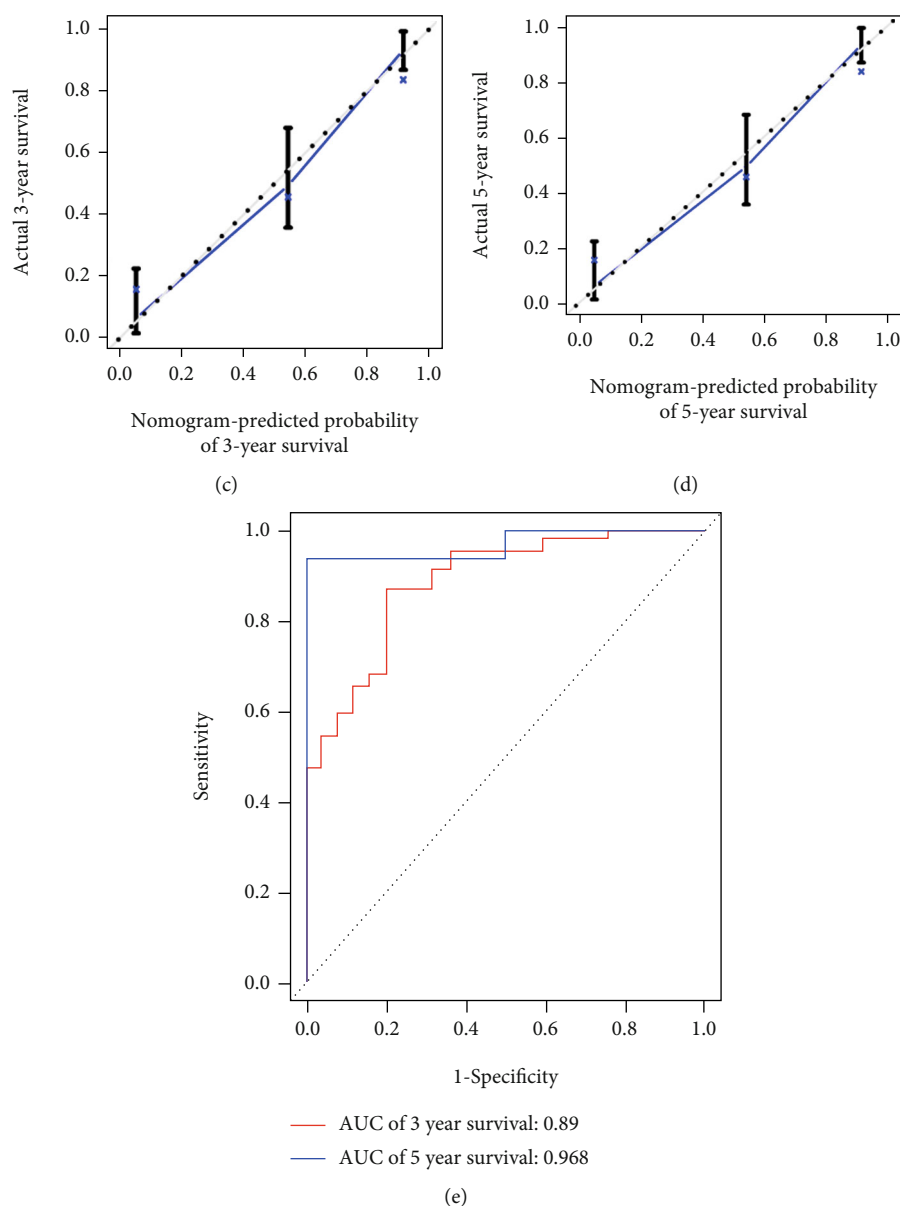 1.0
0.8
0.6
0.4
0.2
0.0
Actual 3-year survival
0.0 0.2 0.4 0.6 0.8 1.0
Nomogram-predicted probability
of 3-year survival
(c)
1.0
0.8
0.6
0.4
0.2
0.0
Actual 5-year survival
0.0 0.2 0.4 0.6 0.8 1.0
Nomogram-predicted probability
of 5-year survival
(d)
1.0
0.8
0.6
0.4
0.2
0.0
Sensitivity
0.0 0.2 0.4 0.6 0.8 1.0
1-Specificity
AUC of 3 year survival: 0.89
AUC of 5 year survival: 0.968
(e)